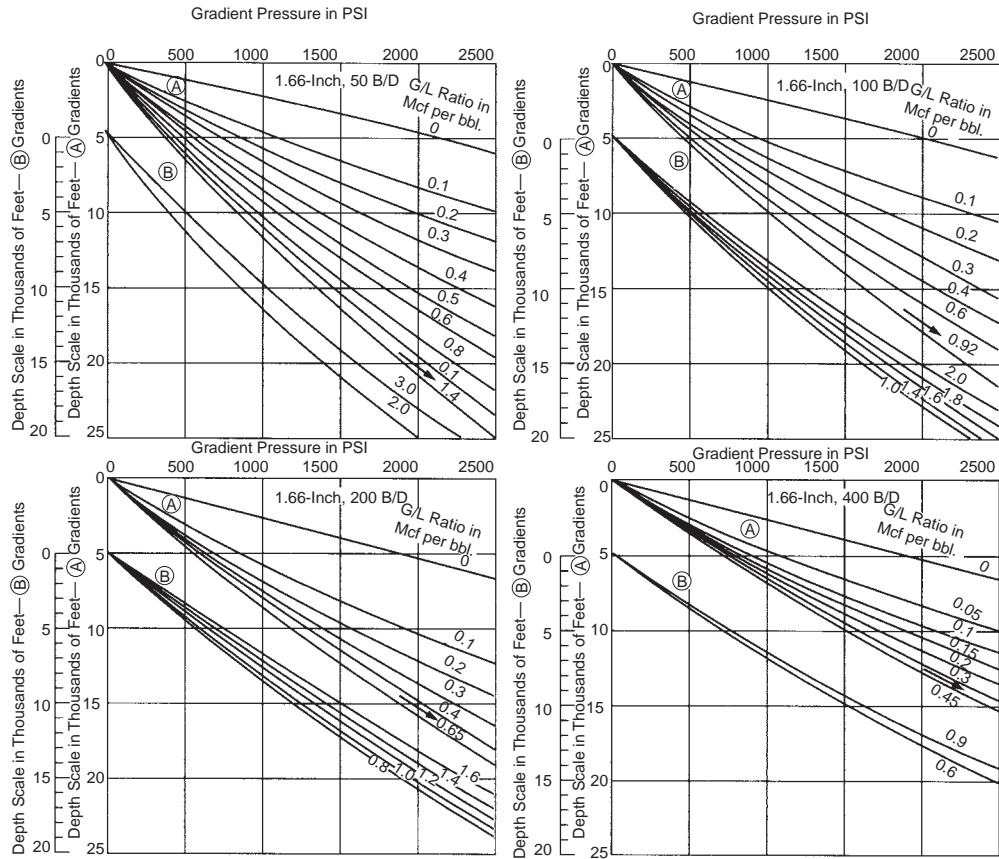 Gradient Pressure in PSI
0 500 1000 1500 2000 2500
1.66-Inch, 50 B/D
G/L Ratio in
Mcf per bbl.
A
B
0
0.1
0.2
0.3
0.4
0.5
0.6
0.8
0.1
1.4
3.0
2.0
0
5
10
15
20
25
0
5
10
15
20
Depth Scale in Thousands of Feet— B Gradients
Depth Scale in Thousands of Feet— A Gradients
Gradient Pressure in PSI
0 500 1000 1500 2000 2500
1.66-Inch, 100 B/D
G/L Ratio in
Mcf per bbl.
A
B
0
0.1
0.2
0.3
0.4
0.6
0.92
2.0
1.8
1.6
1.4
1.0
0
5
10
15
20
25
0
5
10
15
20
Depth Scale in Thousands of Feet— B Gradients
Depth Scale in Thousands of Feet— A Gradients
Gradient Pressure in PSI
0 500 1000 1500 2000 2500
1.66-Inch, 200 B/D
G/L Ratio in
Mcf per bbl.
A
B
0
0.1
0.2
0.3
0.4
0.65
1.6
1.4
1.2
1.0
0.8
0
5
10
15
20
25
0
5
10
15
20
Depth Scale in Thousands of Feet— B Gradients
Depth Scale in Thousands of Feet— A Gradients
Gradient Pressure in PSI
0 500 1000 1500 2000 2500
1.66-Inch, 400 B/D
G/L Ratio in
Mcf per bbl.
A
B
0
0.05
0.1
0.15
0.2
0.3
0.45
0.9
0.6
0
5
10
15
20
25
0
5
10
15
20
Depth Scale in Thousands of Feet— B Gradients
Depth Scale in Thousands of Feet— A Gradients